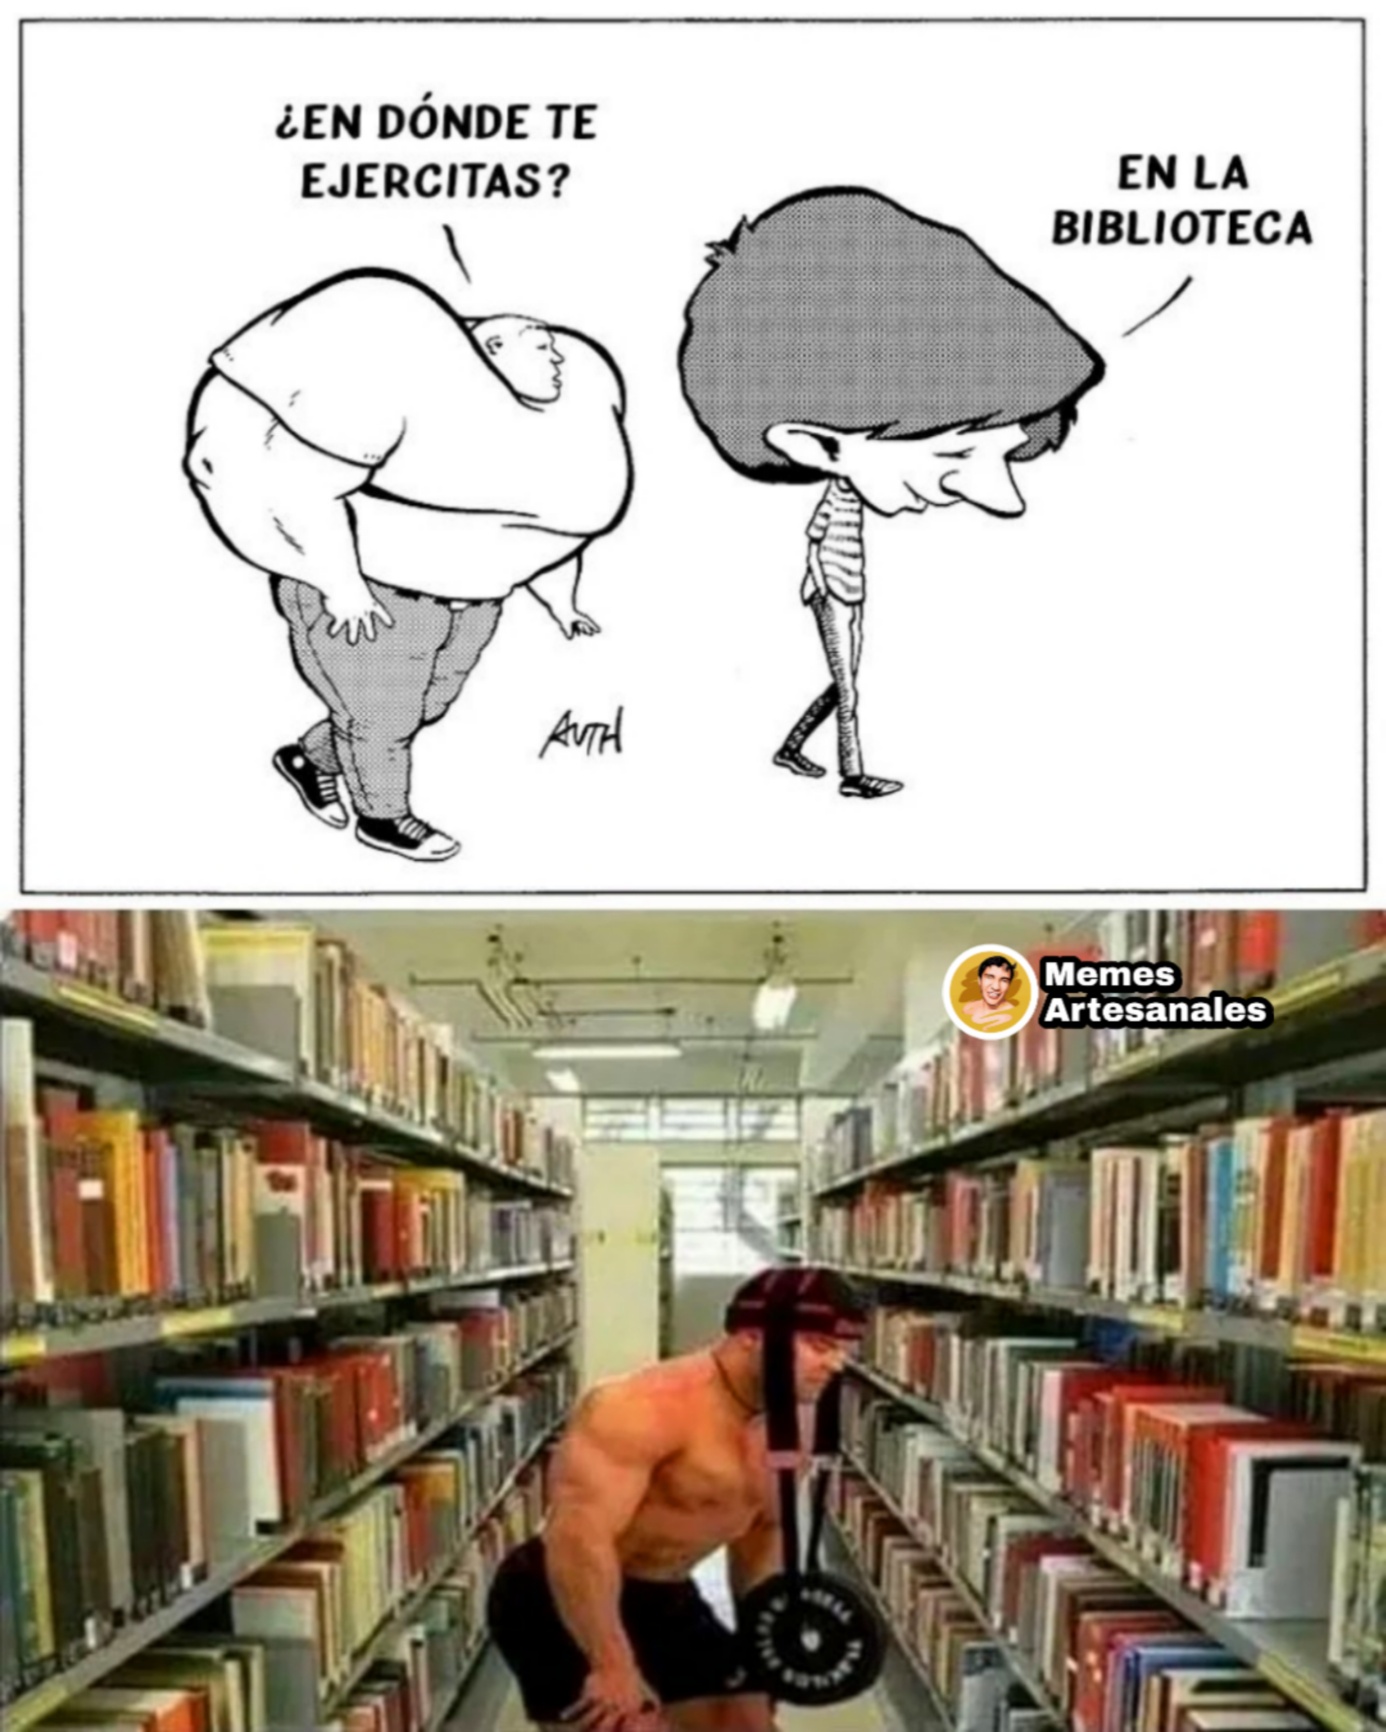 ¿EN DÓNDE TE
EJERCITAS?
EN LA
BIBLIOTECA
AUTH
Memes
Artesanales